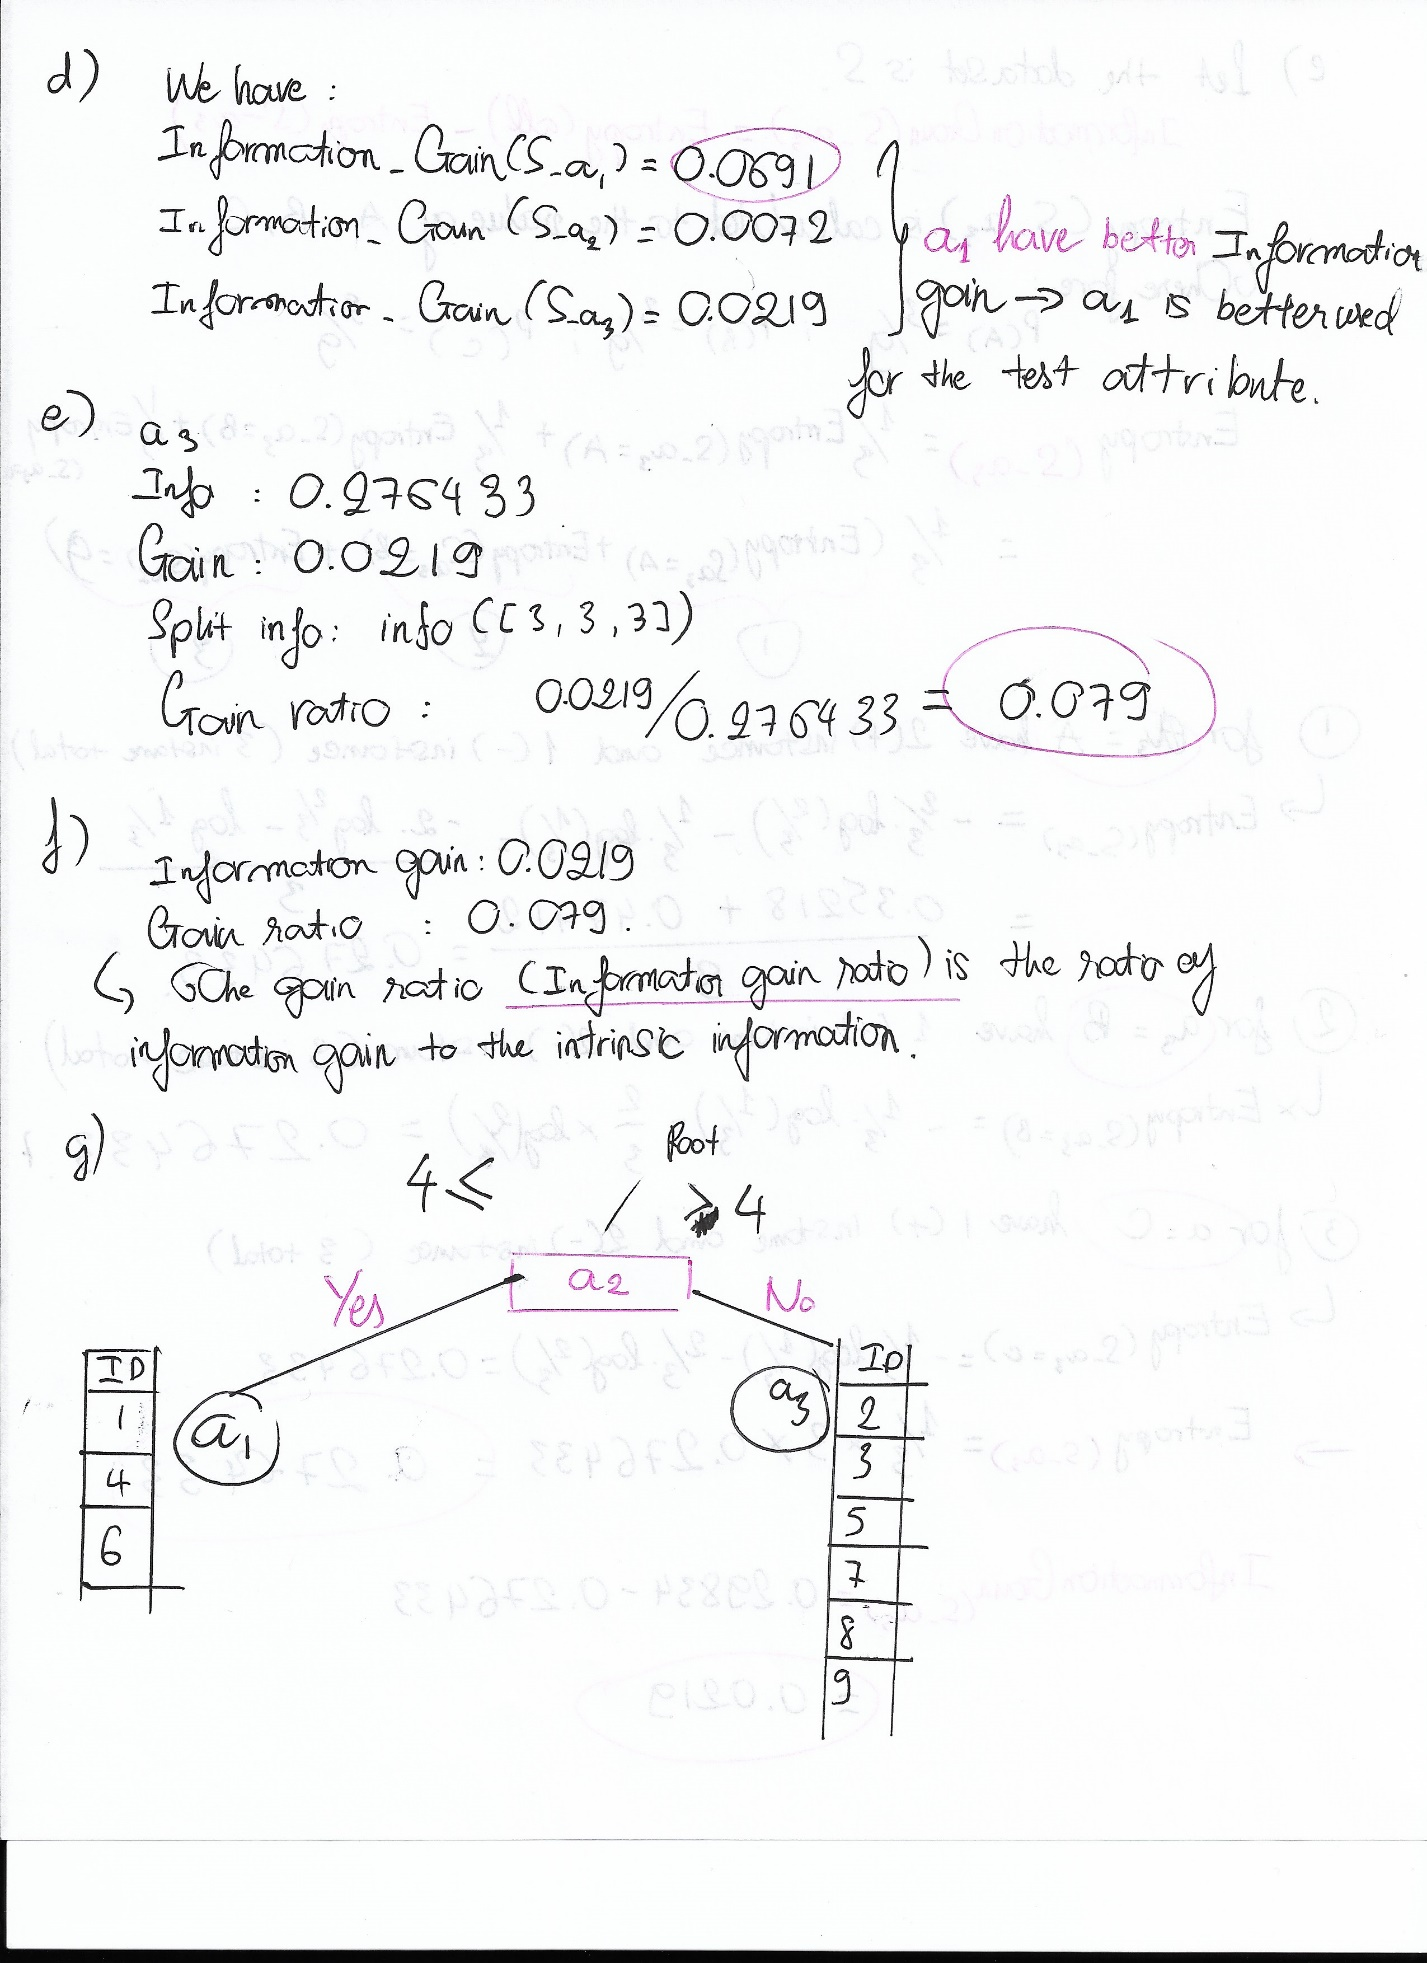 d) We have :
Information_Gain(S_a1) = 0.0691
Information_Gain (S_a2) = 0.0072
Information_Gain (S_a3) = 0.0219
a1 have better Information
gain → a1 is better used
for the test attribute.
e) a3
Info : 0.276433
Gain : 0.0219
Split info: info ([3, 3, 3])
Gain ratio : 0.0219/0.276433 = 0.079
f) Information gain: 0.0219
Gain ratio : 0.079.
↳ The gain ratio (Information gain ratio) is the ratio of
information gain to the intrinsic information.
g) Root
4 ≤ / ≥ 4
a2
Yes No
ID
1
4
6
a1
a3
ID
2
3
5
7
8
9